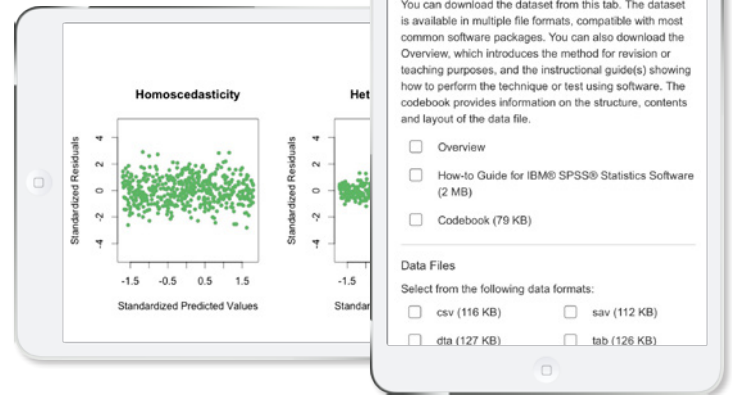 Homoscedasticity
Standardized Residuals
4
2
0
-2
-4
-1.5 -0.5 0.5 1.5
Standardized Predicted Values
Standardized Residuals
4
2
0
-2
-4
-1.5
You can download the dataset from this tab. The dataset
is available in multiple file formats, compatible with most
common software packages. You can also download the
Overview, which introduces the method for revision or
teaching purposes, and the instructional guide(s) showing
how to perform the technique or test using software. The
codebook provides information on the structure, contents
and layout of the data file.
Overview
How-to Guide for IBM® SPSS® Statistics Software
(2 MB)
Codebook (79 KB)
Data Files
Select from the following data formats:
csv (116 KB) sav (112 KB)
dta (127 KB) tab (126 KB)